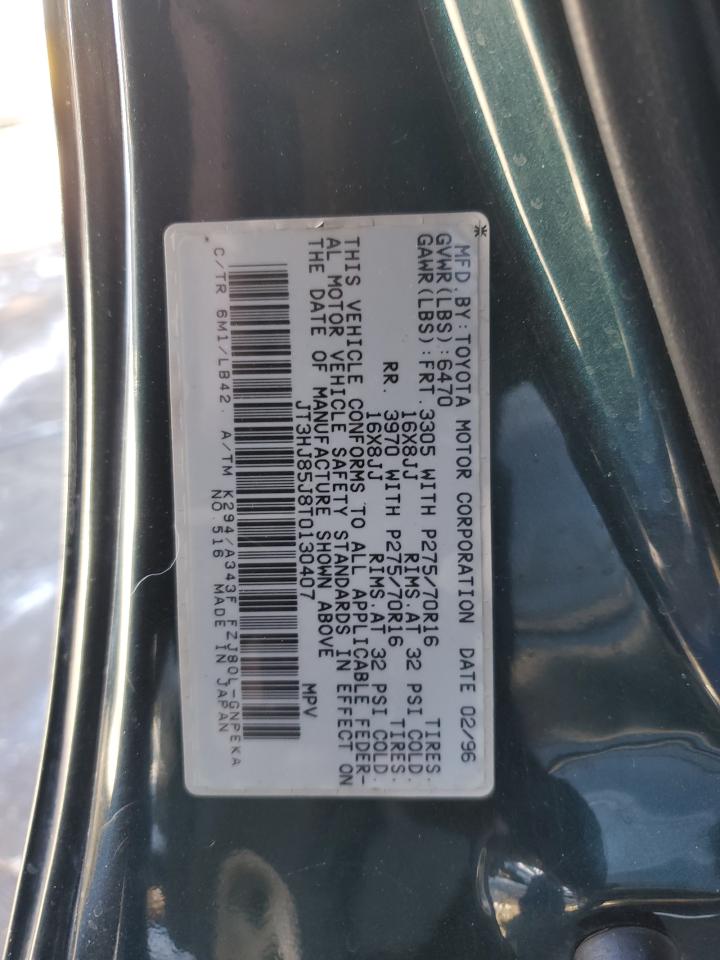 MFD. BY: TOYOTA MOTOR CORPORATION DATE 02/96
GVWR(LBS):6470
GAWR(LBS):FRT. 3305 WITH P275/70R16 TIRES.
16X8JJ RIMS.AT 32 PSI COLD.
RR. 3970 WITH P275/70R16 TIRES.
16X8JJ RIMS.AT 32 PSI COLD.
THIS VEHICLE CONFORMS TO ALL APPLICABLE FEDER-
AL MOTOR VEHICLE SAFETY STANDARDS IN EFFECT ON
THE DATE OF MANUFACTURE SHOWN ABOVE
JT3HJ85J8T0130407 MPV
C/TR 6M1/LB42. A/TM K294/A343F FZJ80L-GNPEKA
NO.516 MADE IN JAPAN